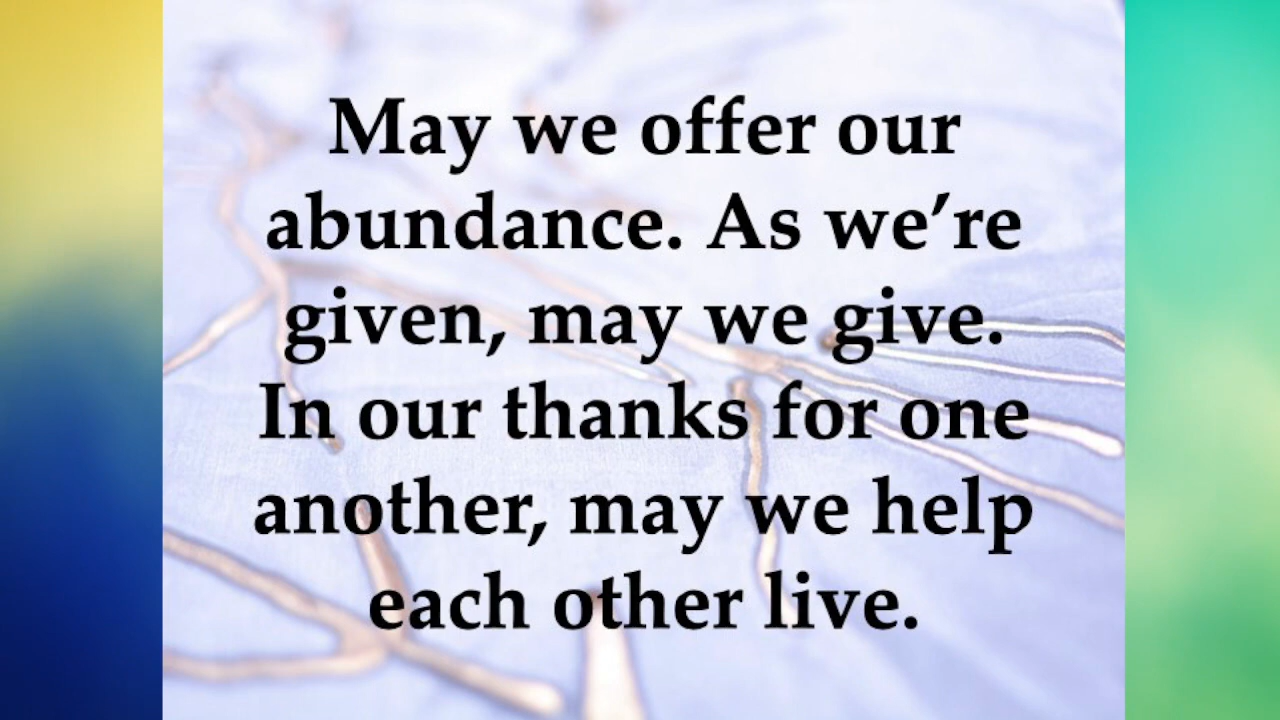 May we offer our
abundance. As we’re
given, may we give.
In our thanks for one
another, may we help
each other live.